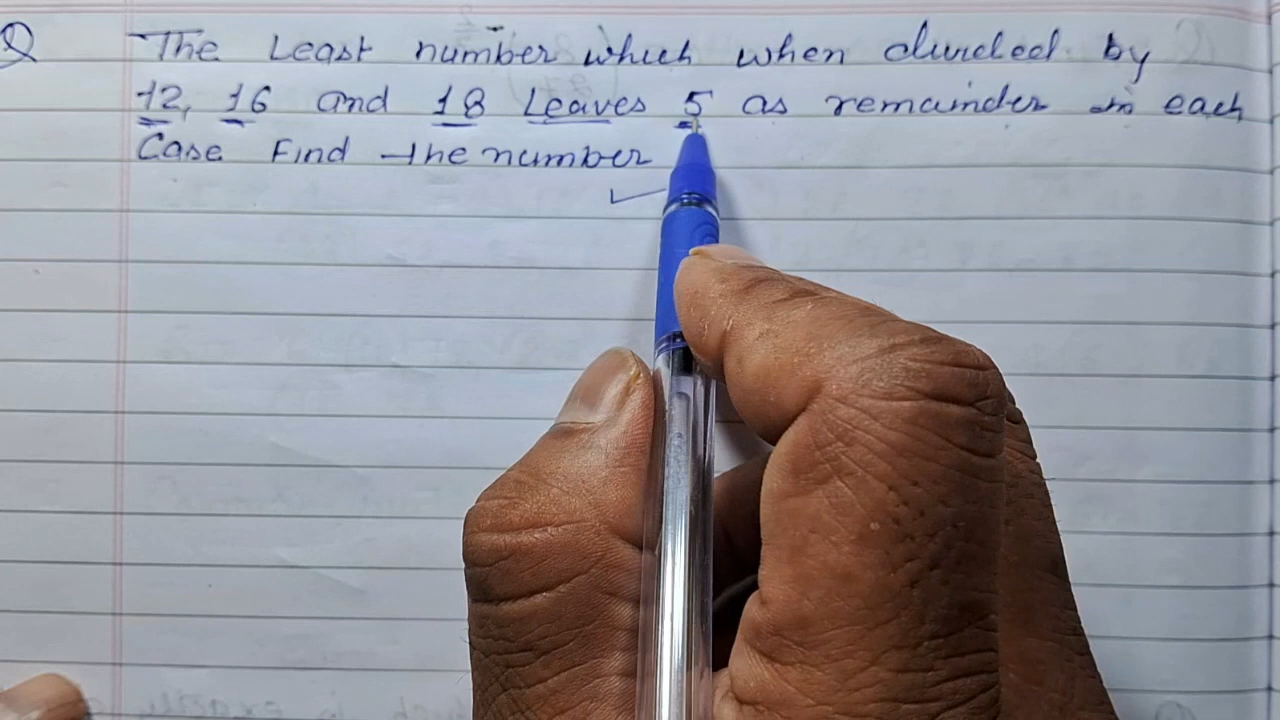 Q The Least number which when divided by
12, 16 and 18 Leaves 5 as remainder in each
Case Find the number